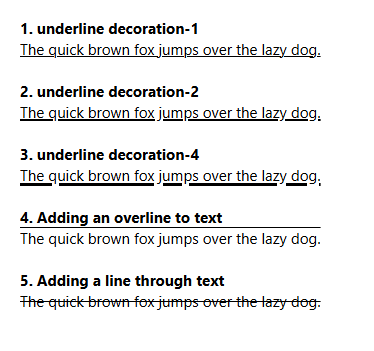 1. underline decoration-1
The quick brown fox jumps over the lazy dog.
2. underline decoration-2
The quick brown fox jumps over the lazy dog.
3. underline decoration-4
The quick brown fox jumps over the lazy dog.
4. Adding an overline to text
The quick brown fox jumps over the lazy dog.
5. Adding a line through text
The quick brown fox jumps over the lazy dog.